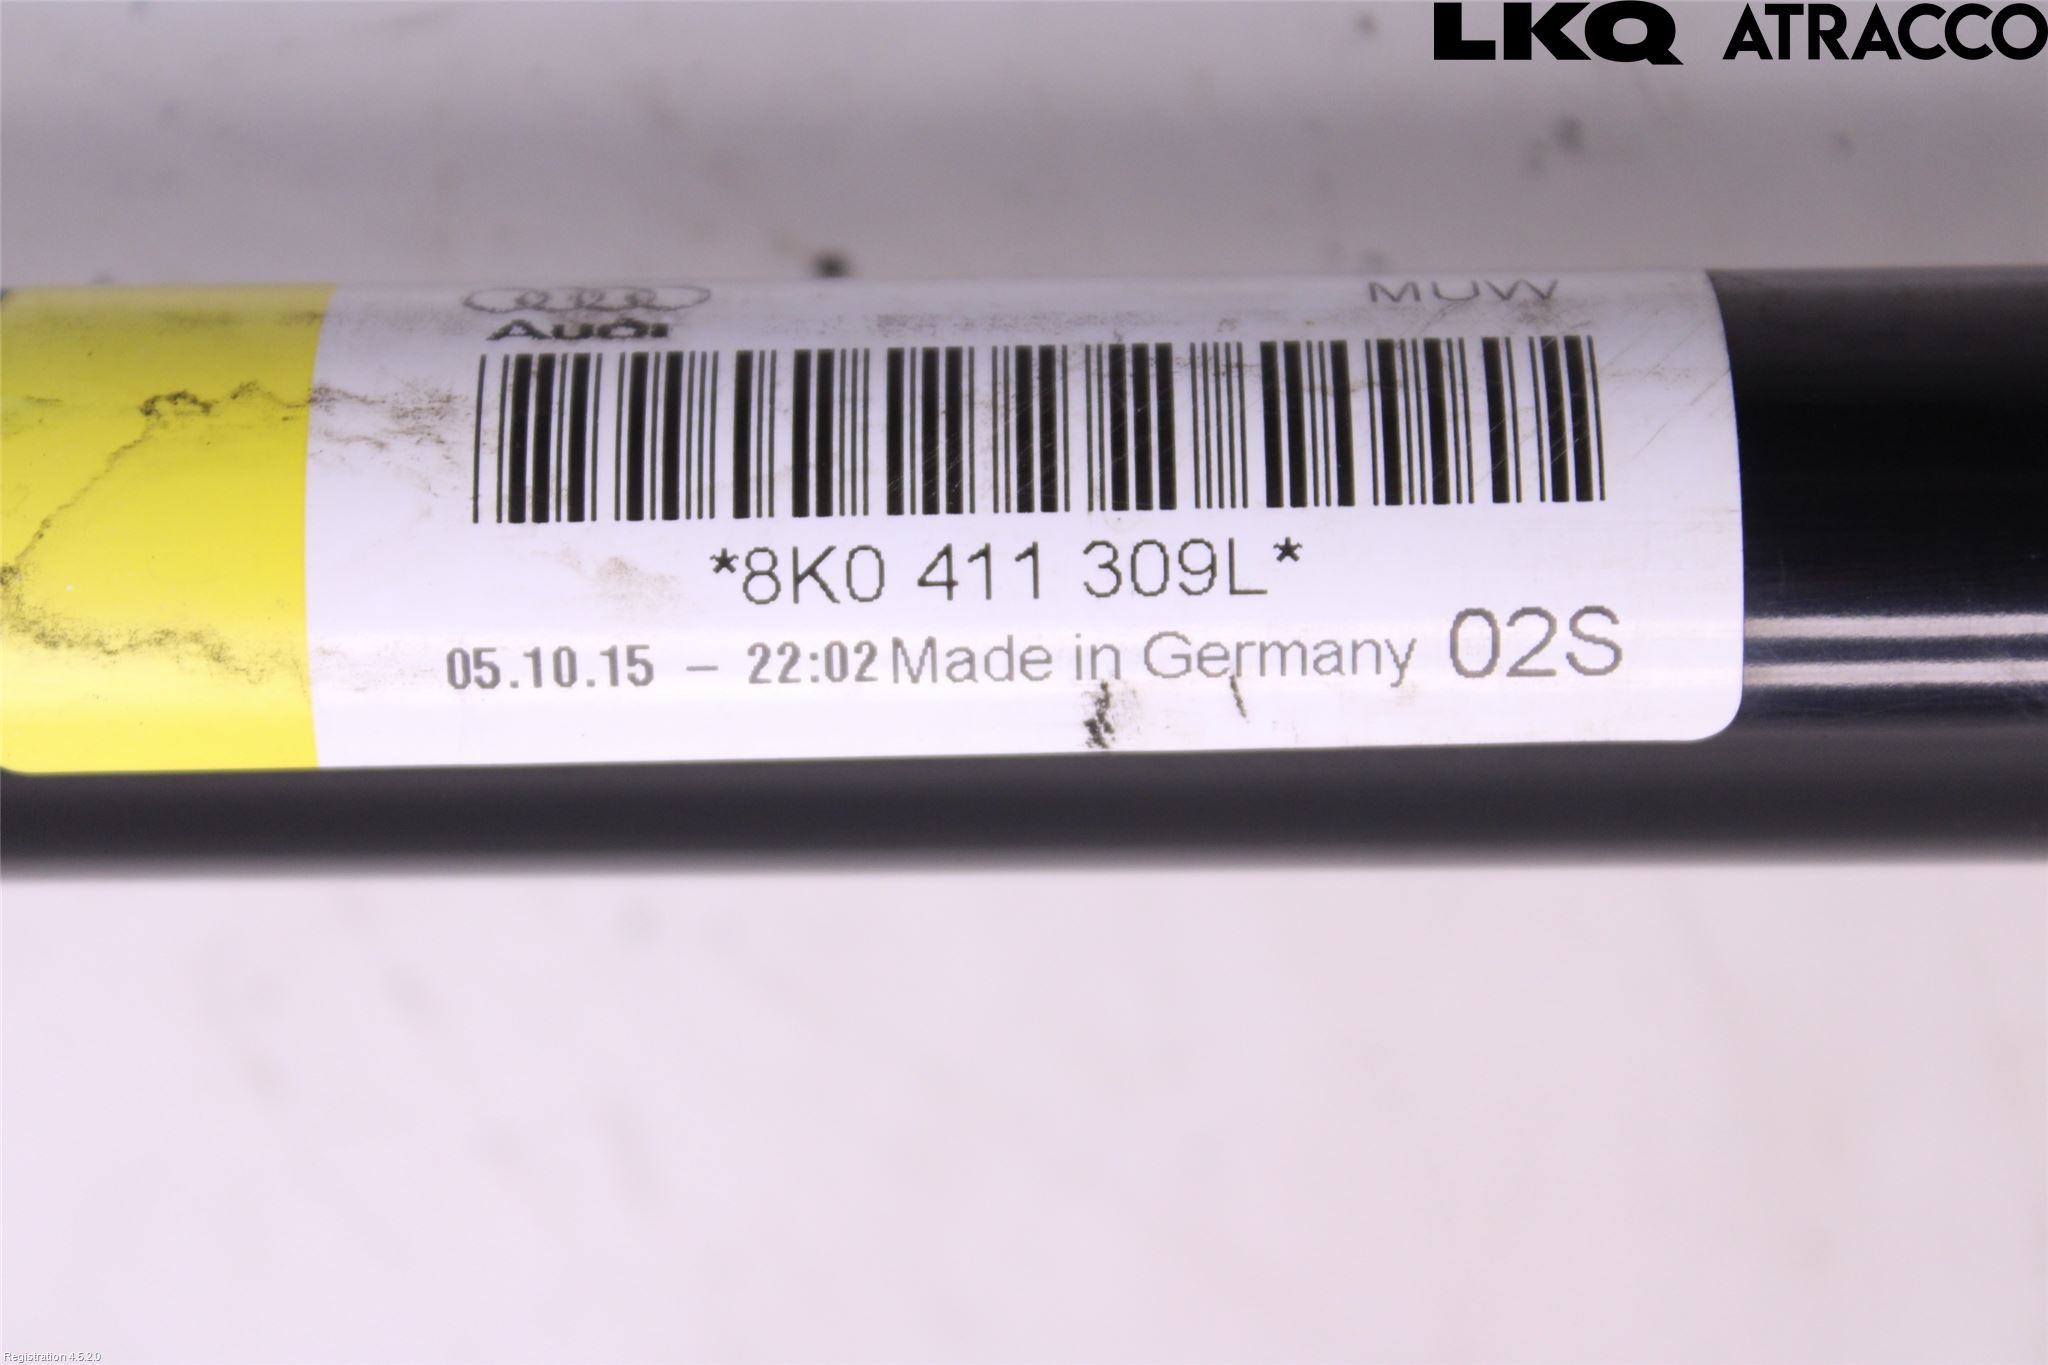 LKQ ATRACCO
Audi
MUW
*8K0 411 309L*
05.10.15 – 22:02 Made in Germany 02S
Registration 4.5.2.0